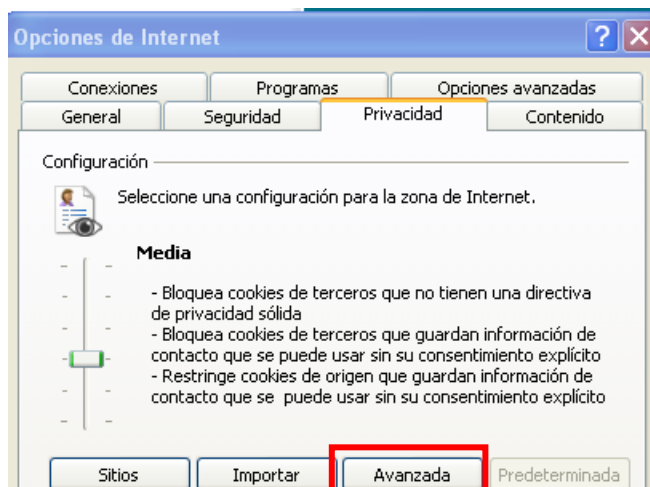 Opciones de Internet
Conexiones Programas Opciones avanzadas
General Seguridad Privacidad Contenido
Configuración
Seleccione una configuración para la zona de Internet.
Media
- Bloquea cookies de terceros que no tienen una directiva
de privacidad sólida
- Bloquea cookies de terceros que guardan información de
contacto que se puede usar sin su consentimiento explícito
- Restringe cookies de origen que guardan información de
contacto que se puede usar sin su consentimiento explícito
Sitios Importar Avanzada Predeterminada